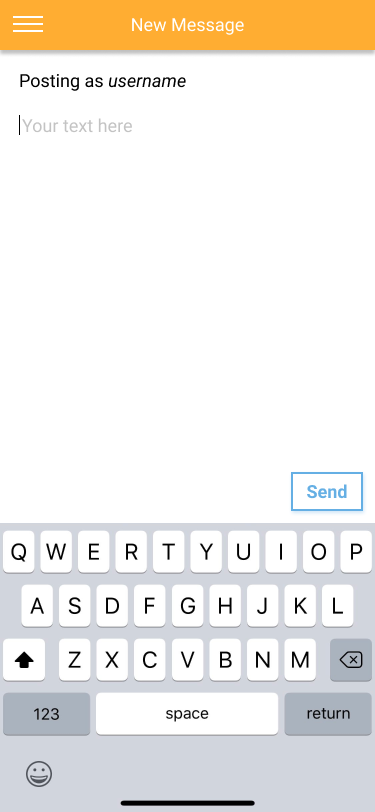 New Message
Posting as username
Your text here
Send
Q W E R T Y U I O P
A S D F G H J K L
Z X C V B N M
123 space return